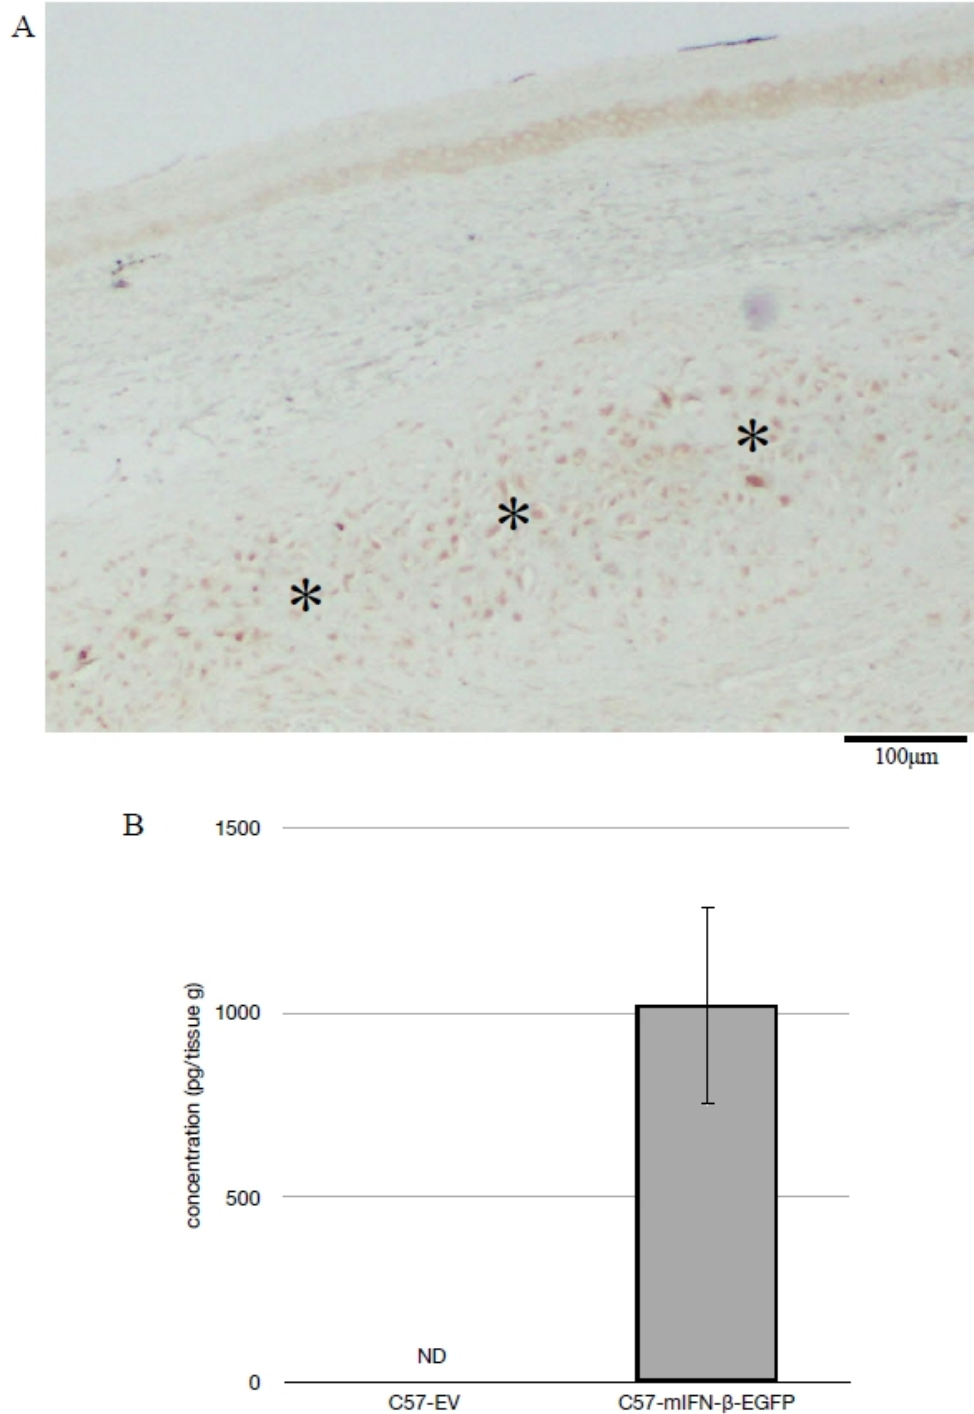 A
*
*
*
100μm
B
1500
1000
500
0
concentration (pg/tissue g)
ND
C57-EV
C57-mIFN-β-EGFP